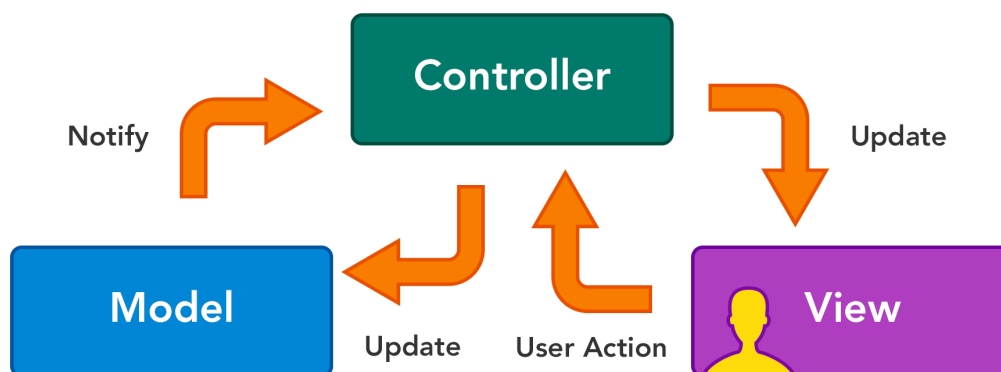 Controller
Notify
Update
Model
View
Update
User Action